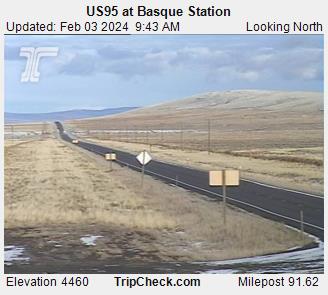 US95 at Basque Station
Updated: Feb 03 2024 9:43 AM Looking North
Elevation 4460 TripCheck.com Milepost 91.62